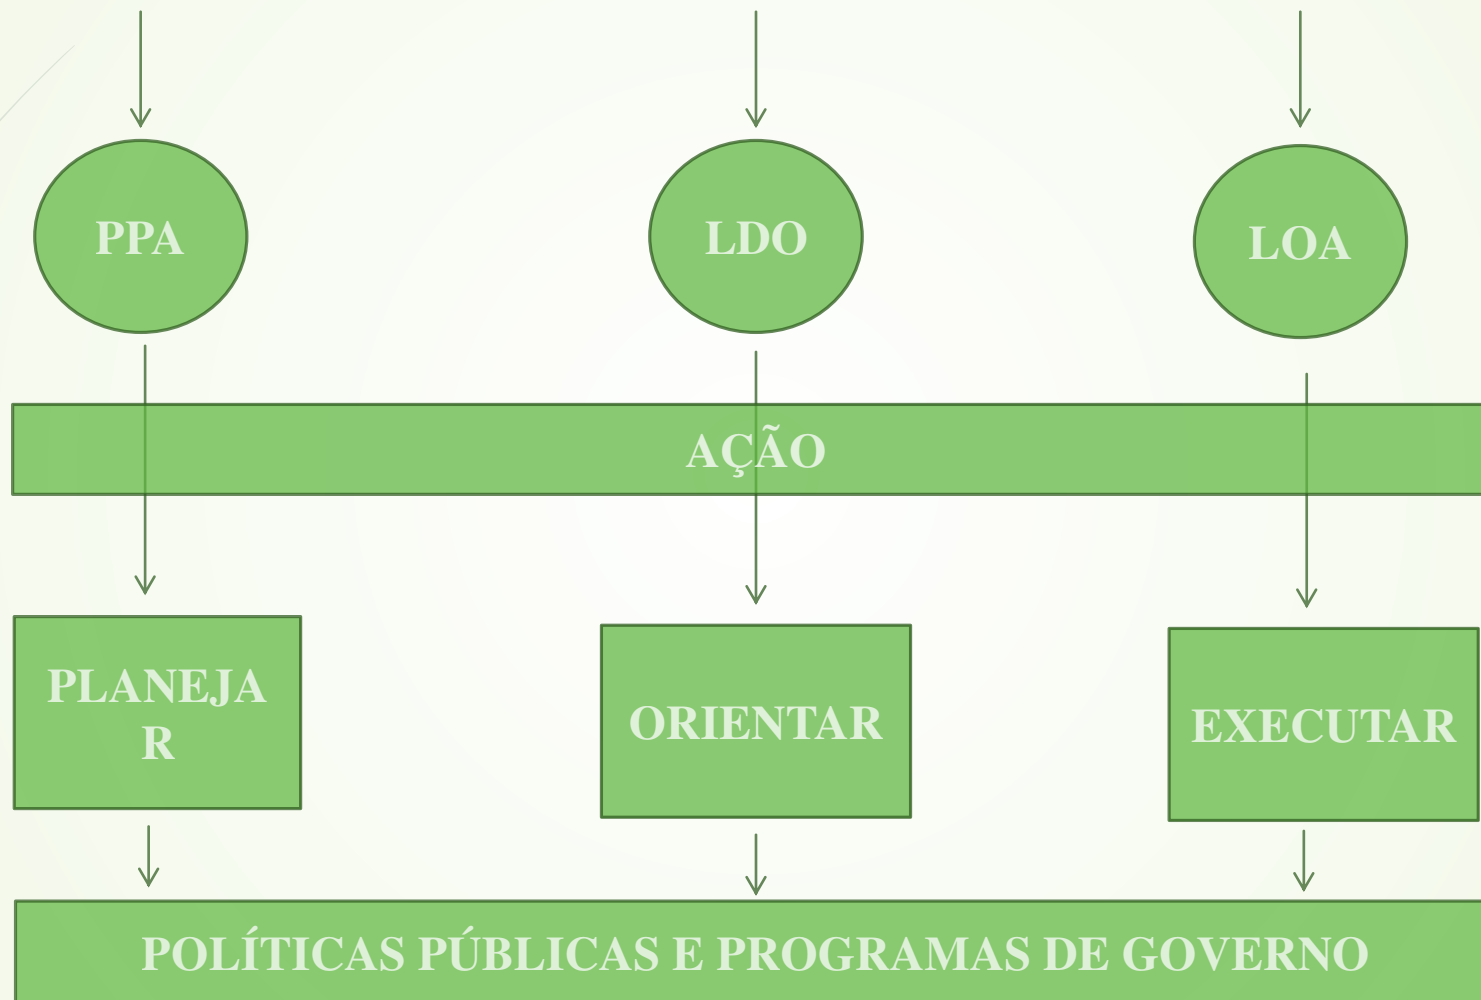 PPA
LDO
LOA
AÇÃO
PLANEJA
R
ORIENTAR
EXECUTAR
POLÍTICAS PÚBLICAS E PROGRAMAS DE GOVERNO